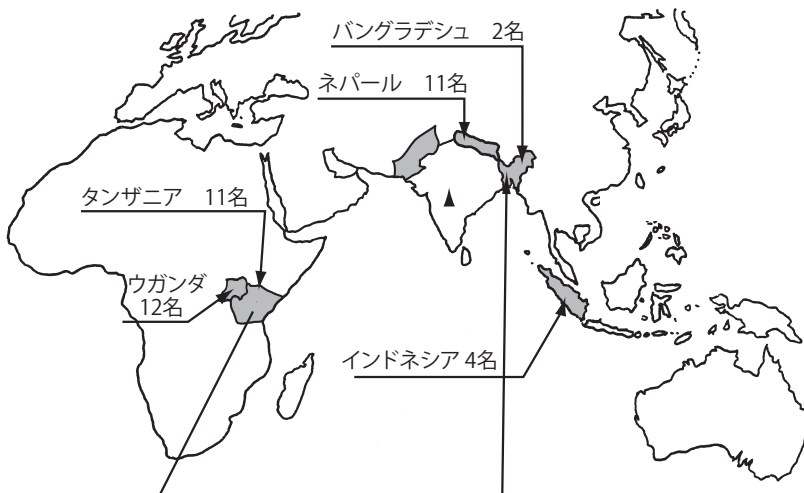 バングラデシュ 2名
ネパール 11名
タンザニア 11名
ウガンダ
12名
インドネシア 4名